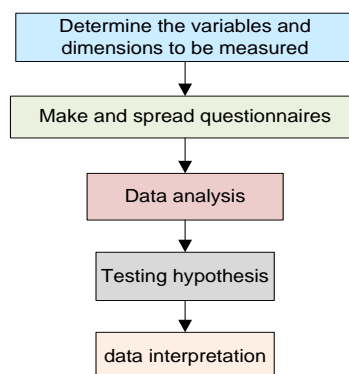 Determine the variables and
dimensions to be measured
Make and spread questionnaires
Data analysis
Testing hypothesis
data interpretation